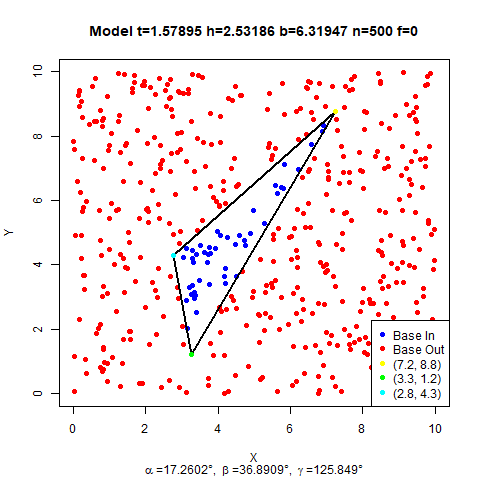 Model t=1.57895 h=2.53186 b=6.31947 n=500 f=0
10
8
6
4
2
0
Y
Base In
Base Out
(7.2, 8.8)
(3.3, 1.2)
(2.8, 4.3)
0 2 4 6 8 10
X
α=17.2602°, β=36.8909°, γ=125.849°